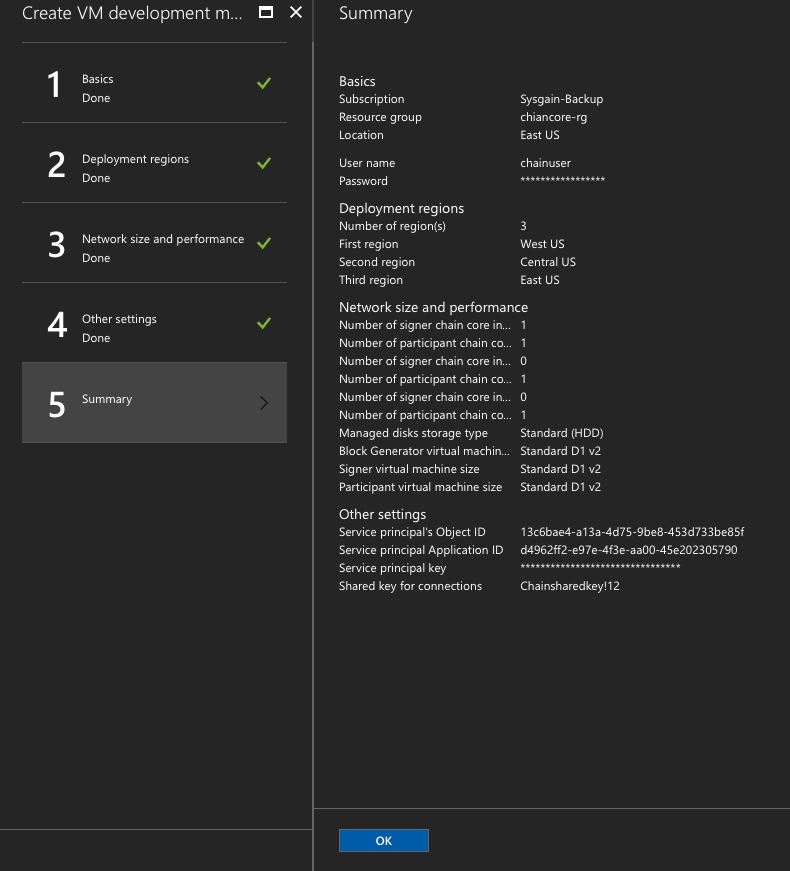 Create VM development m...
1 Basics
Done
2 Deployment regions
Done
3 Network size and performance
Done
4 Other settings
Done
5 Summary
Summary
Basics
Subscription Sysgain-Backup
Resource group chiancore-rg
Location East US
User name chainuser
Password *****************
Deployment regions
Number of region(s) 3
First region West US
Second region Central US
Third region East US
Network size and performance
Number of signer chain core in... 1
Number of participant chain co... 1
Number of signer chain core in... 0
Number of participant chain co... 1
Number of signer chain core in... 0
Number of participant chain co... 1
Managed disks storage type Standard (HDD)
Block Generator virtual machin... Standard D1 v2
Signer virtual machine size Standard D1 v2
Participant virtual machine size Standard D1 v2
Other settings
Service principal's Object ID 13c6bae4-a13a-4d75-9be8-453d733be85f
Service principal Application ID d4962ff2-e97e-4f3e-aa00-45e202305790
Service principal key ********************************
Shared key for connections Chainsharedkey!12
OK